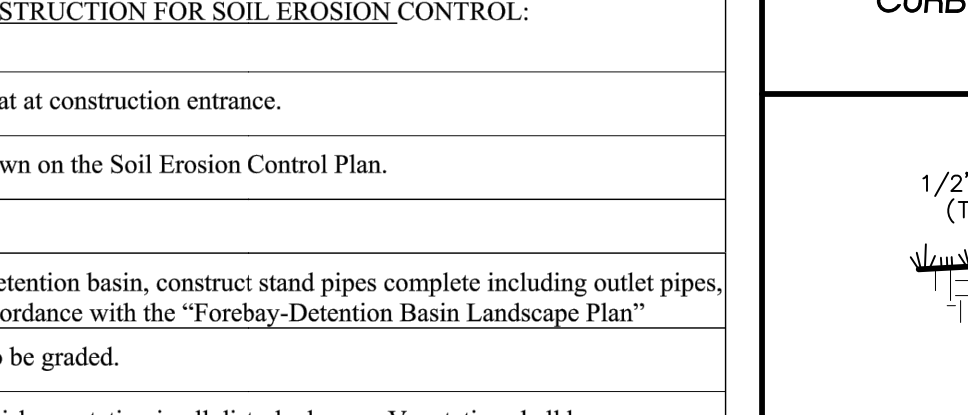 STRUCTION FOR SOIL EROSION CONTROL:
at at construction entrance.
wn on the Soil Erosion Control Plan.
etention basin, construct stand pipes complete including outlet pipes,
ordance with the “Forebay-Detention Basin Landscape Plan”
be graded.
CURB
1/2"
(T